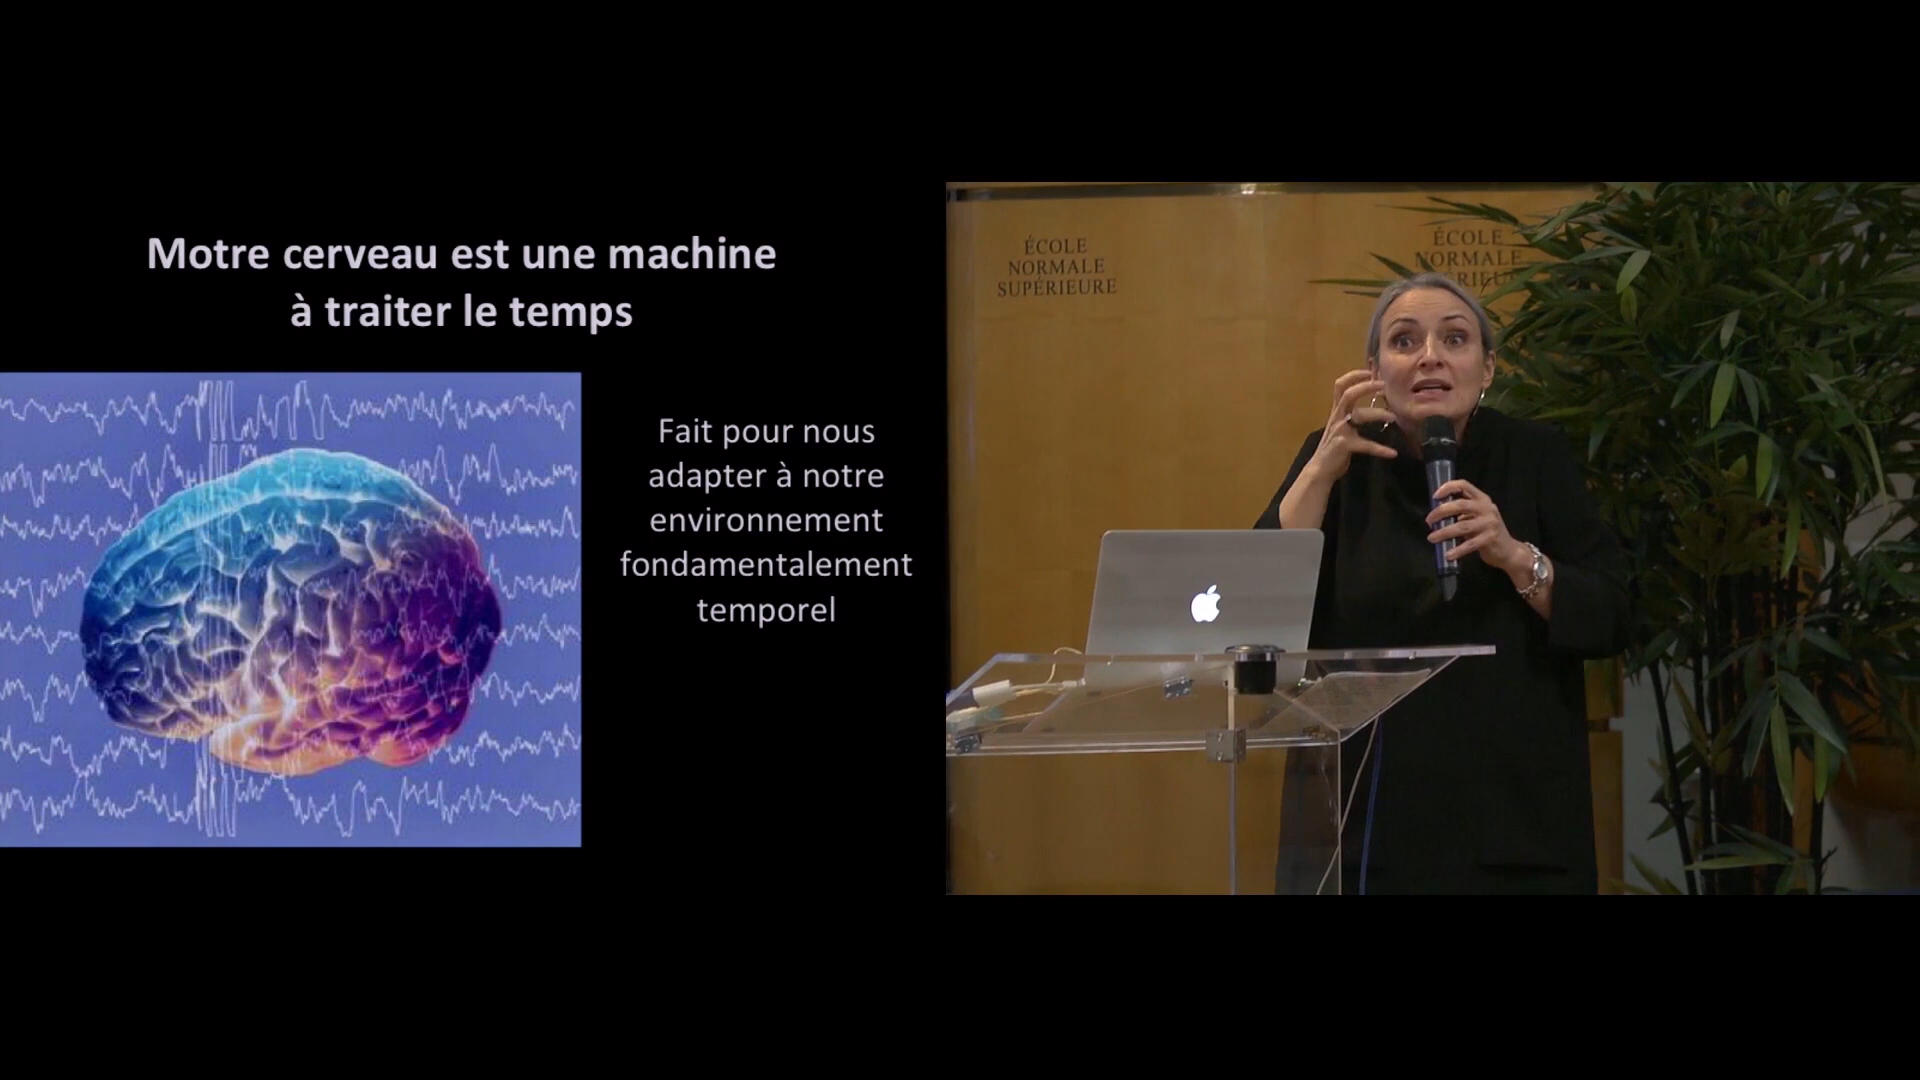 Motre cerveau est une machine
à traiter le temps
Fait pour nous
adapter à notre
environnement
fondamentalement
temporel
ÉCOLE
NORMALE
SUPÉRIEURE
ÉCOLE
NORMALE